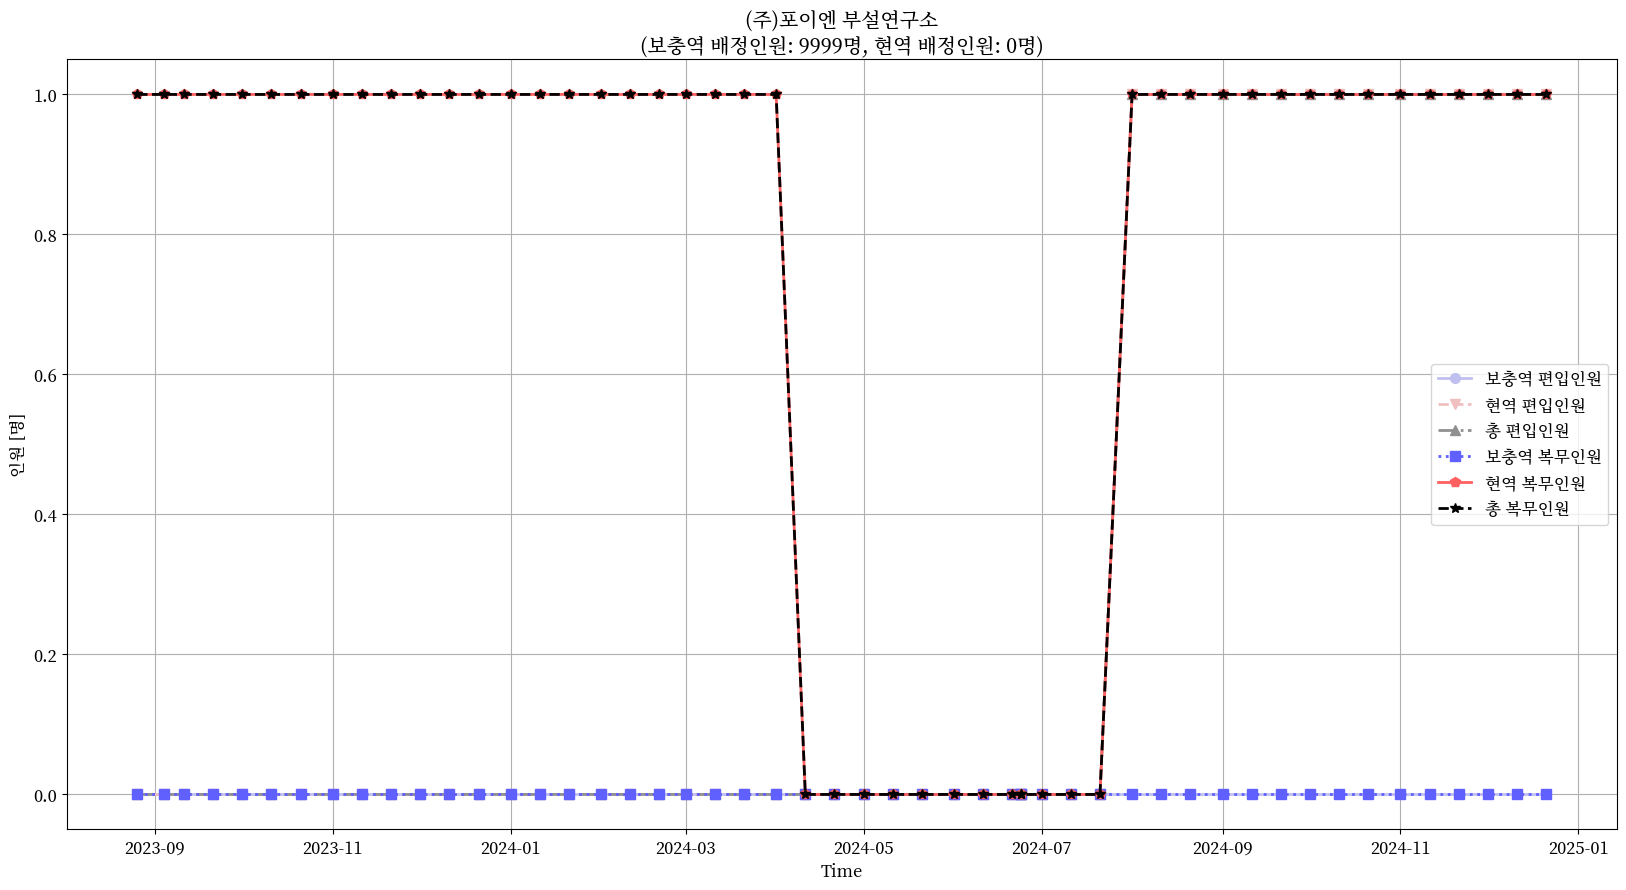 (주)포이엔 부설연구소
(보충역 배정인원: 9999명, 현역 배정인원: 0명)
1.0
0.8
0.6
0.4
0.2
0.0
인원 [명]
보충역 편입인원
현역 편입인원
총 편입인원
보충역 복무인원
현역 복무인원
총 복무인원
2023-09
2023-11
2024-01
2024-03
2024-05
2024-07
2024-09
2024-11
2025-01
Time